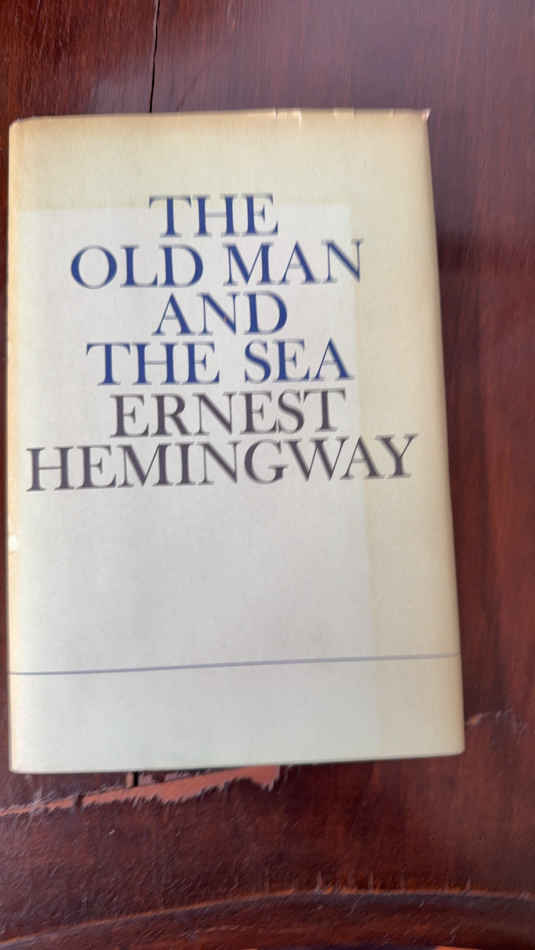 THE
OLD MAN
AND
THE SEA
ERNEST
HEMINGWAY